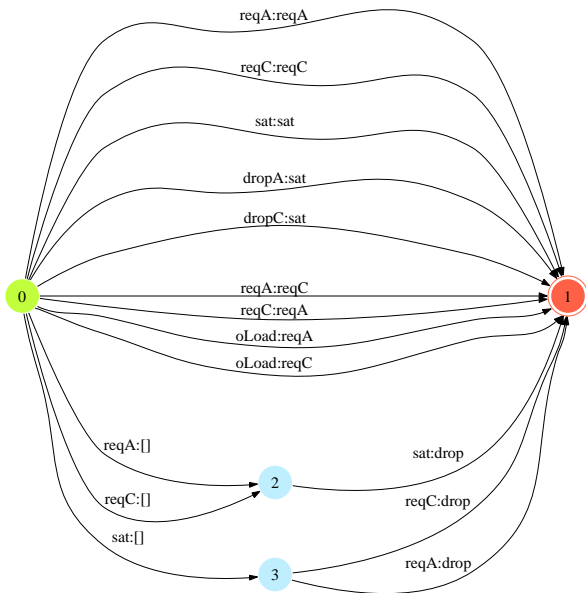 reqA:reqA
reqC:reqC
sat:sat
dropA:sat
dropC:sat
0
reqA:reqC
1
reqC:reqA
oLoad:reqA
oLoad:reqC
reqA:[]
sat:drop
2
reqC:[]
reqC:drop
sat:[]
3
reqA:drop